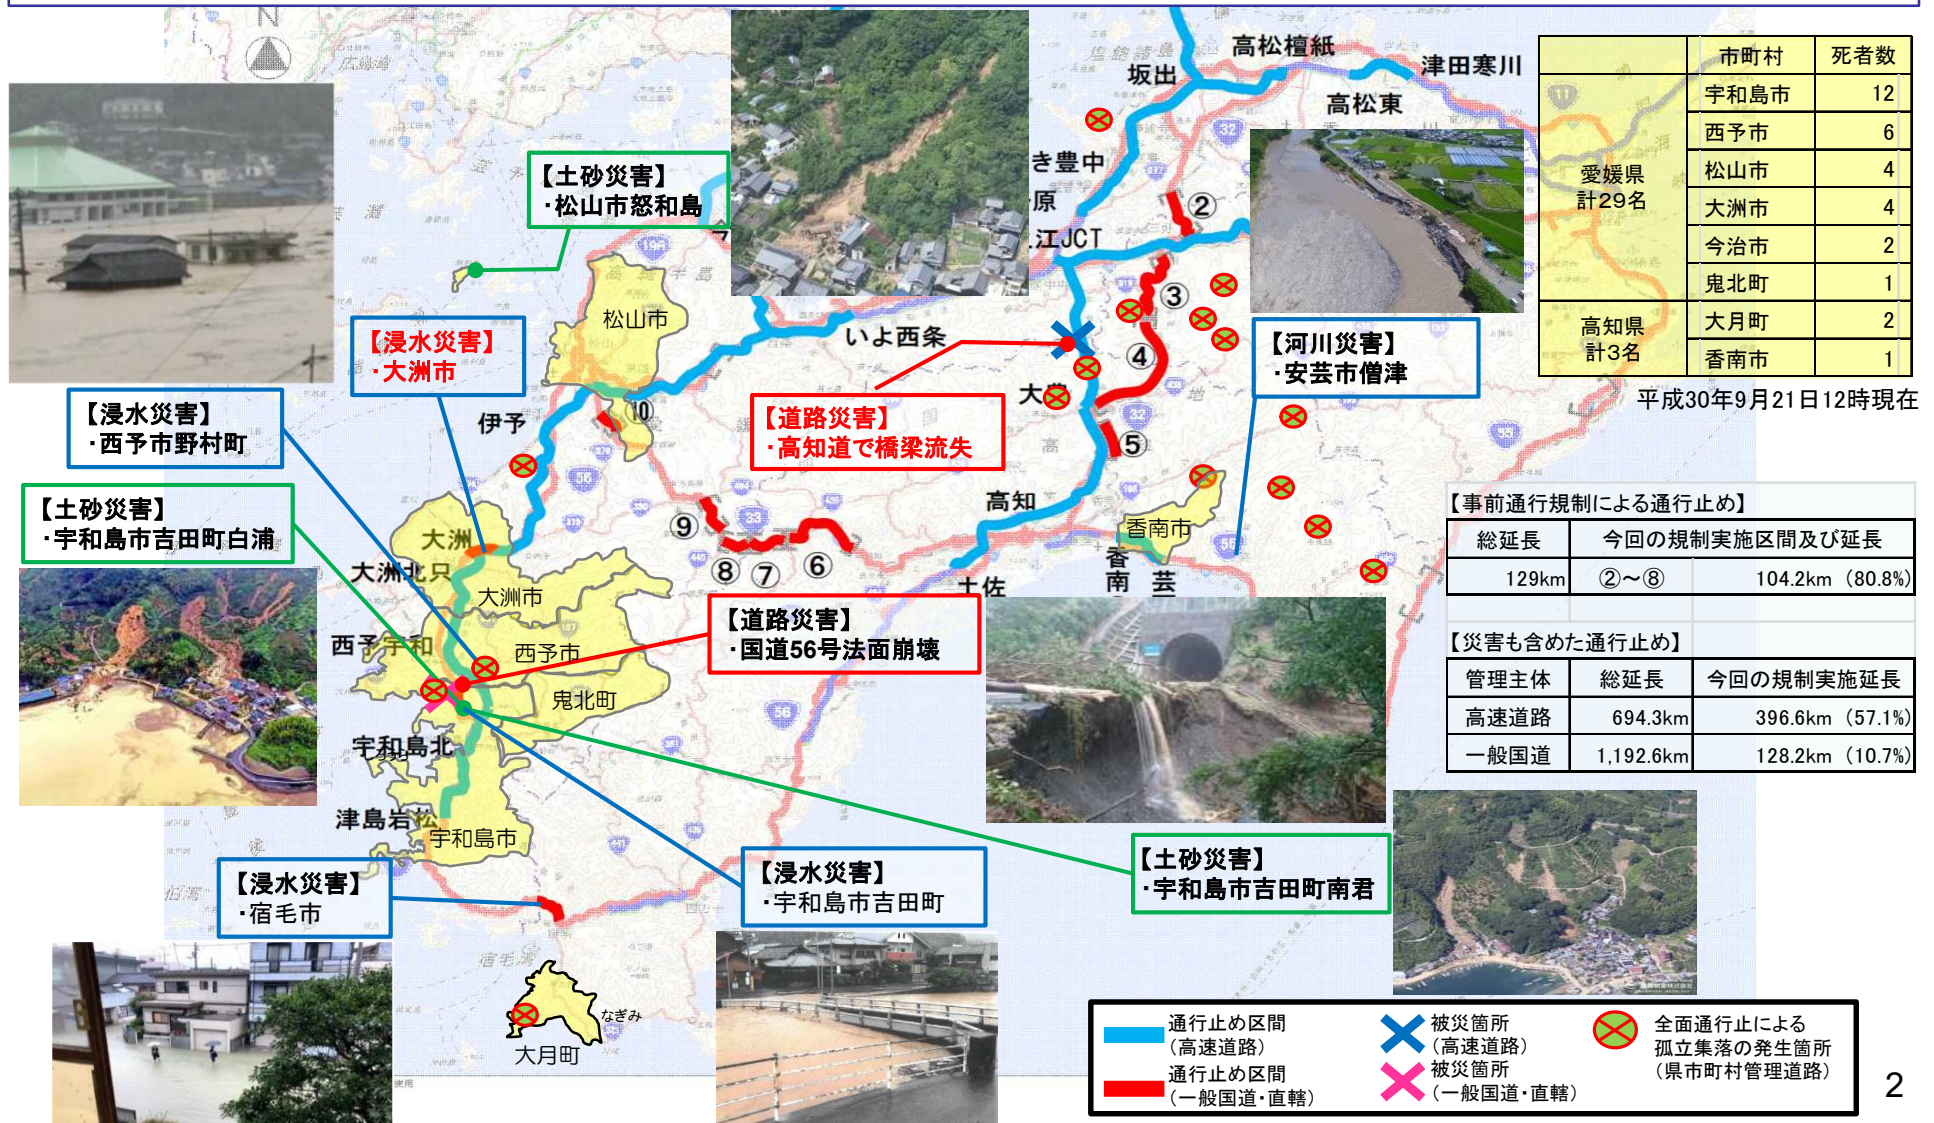 N
高松檀紙
坂出
津田寒川
高松東
き豊中
原
江JCT
②
③
④
⑤
⑥
⑦
⑧
⑨
いよ西条
伊予
松山市
高知
土佐
香南市
香南
芸
大洲
大洲北只
大洲市
西予宇和
西予市
鬼北町
宇和島北
津島岩松
宇和島市
大月町
なぎみ
【土砂災害】
・松山市怒和島
【浸水災害】
・大洲市
【浸水災害】
・西予市野村町
【土砂災害】
・宇和島市吉田町白浦
【道路災害】
・高知道で橋梁流失
【河川災害】
・安芸市僧津
【道路災害】
・国道56号法面崩壊
【浸水災害】
・宿毛市
【浸水災害】
・宇和島市吉田町
【土砂災害】
・宇和島市吉田町南君
市町村 死者数
愛媛県
計29名
宇和島市 12
西予市 6
松山市 4
大洲市 4
今治市 2
鬼北町 1
高知県
計3名
大月町 2
香南市 1
平成30年9月21日12時現在
【事前通行規制による通行止め】
総延長 今回の規制実施区間及び延長
129km ②～⑧ 104.2km (80.8%)
【災害も含めた通行止め】
管理主体 総延長 今回の規制実施延長
高速道路 694.3km 396.6km (57.1%)
一般国道 1,192.6km 128.2km (10.7%)
通行止め区間
（高速道路）
通行止め区間
（一般国道・直轄）
被災箇所
（高速道路）
被災箇所
（一般国道・直轄）
全面通行止による
孤立集落の発生箇所
（県市町村管理道路）
2